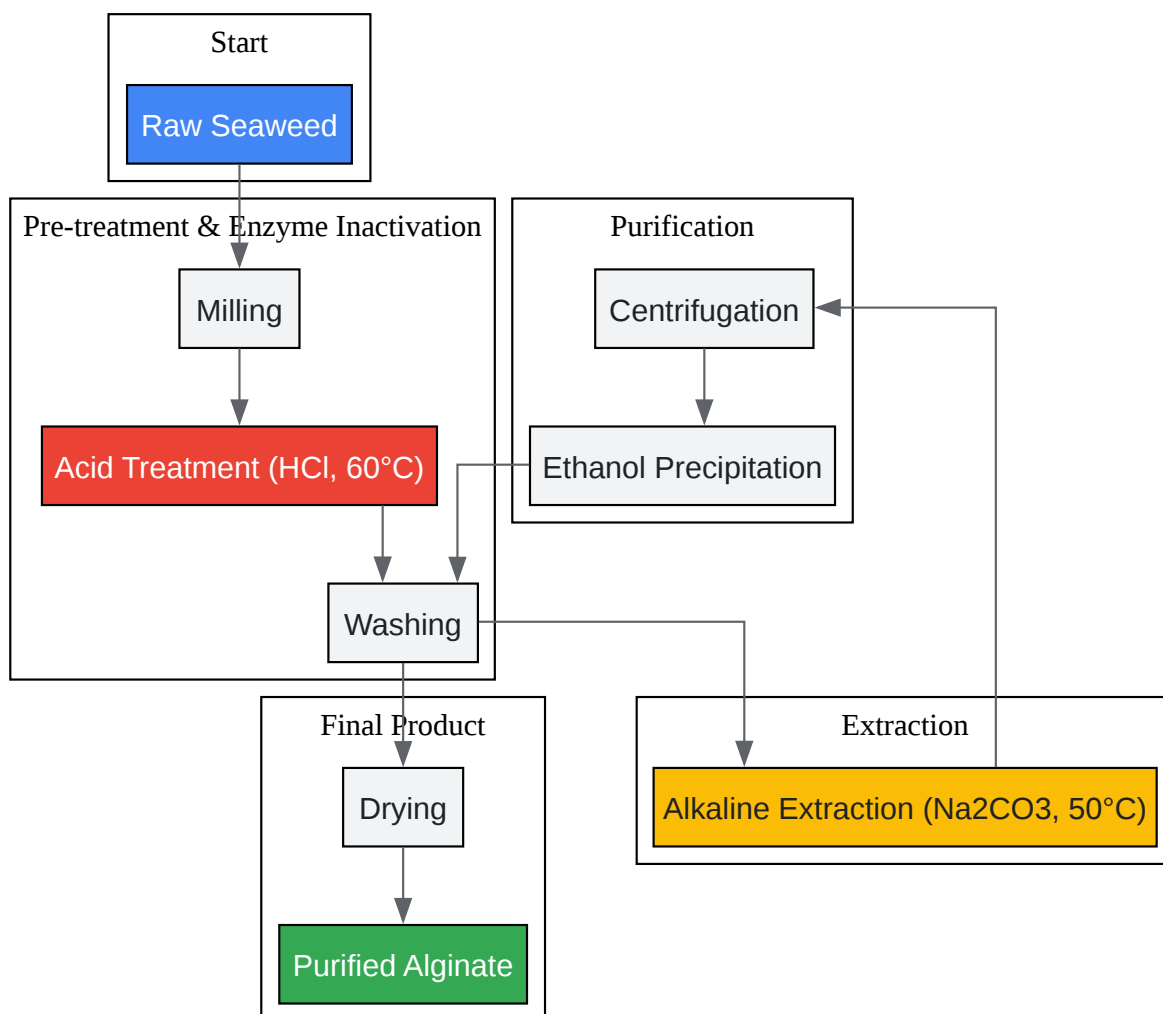 Start
Raw Seaweed
Pre-treatment & Enzyme Inactivation
Milling
Acid Treatment (HCl, 60°C)
Washing
Purification
Centrifugation
Ethanol Precipitation
Final Product
Drying
Purified Alginate
Extraction
Alkaline Extraction (Na2CO3, 50°C)